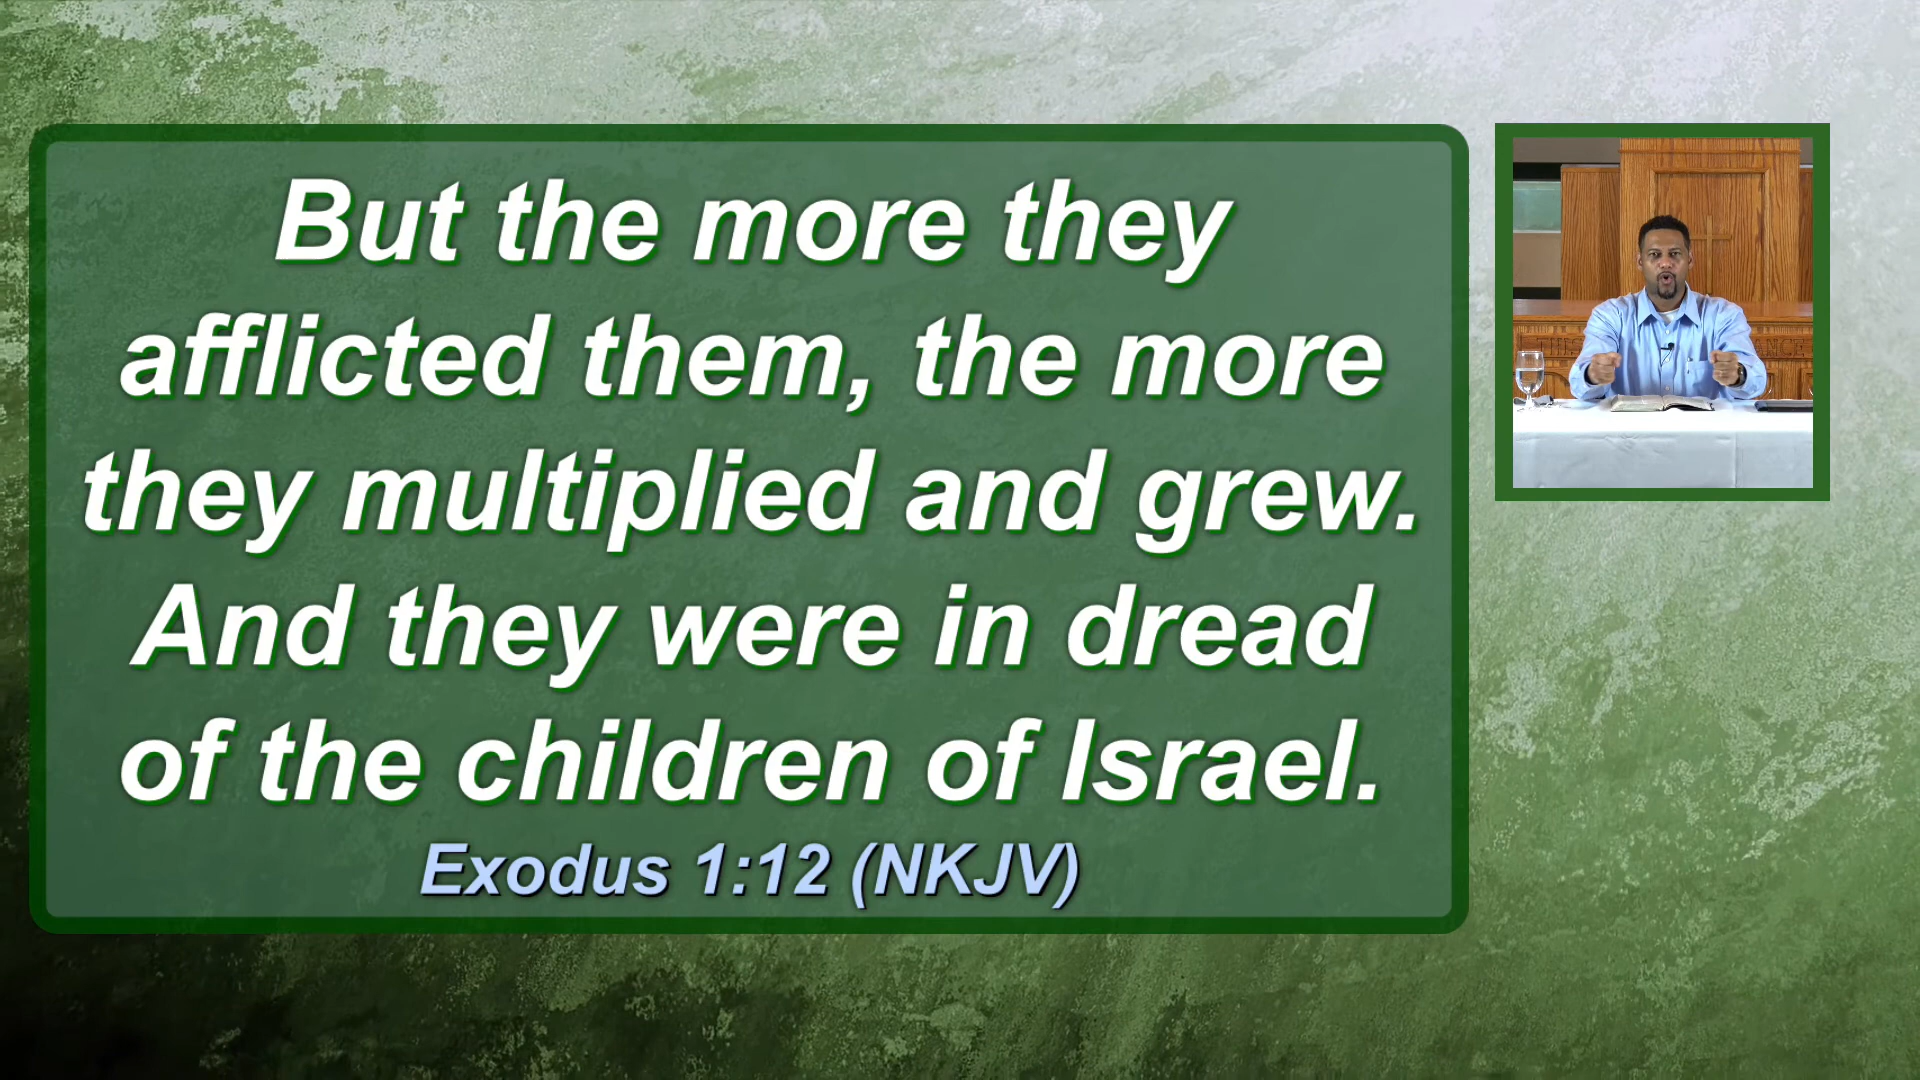 But the more they
afflicted them, the more
they multiplied and grew.
And they were in dread
of the children of Israel.
Exodus 1:12 (NKJV)